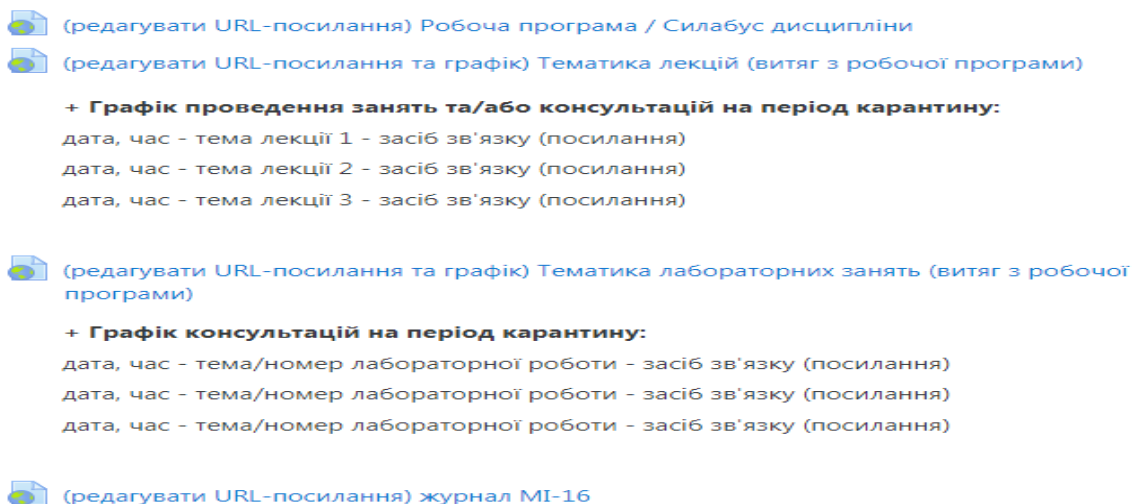 (редагувати URL-посилання) Робоча програма / Силабус дисципліни
(редагувати URL-посилання та графік) Тематика лекцій (витяг з робочої програми)
+ Графік проведення занять та/або консультацій на період карантину:
дата, час - тема лекції 1 - засіб зв'язку (посилання)
дата, час - тема лекції 2 - засіб зв'язку (посилання)
дата, час - тема лекції 3 - засіб зв'язку (посилання)
(редагувати URL-посилання та графік) Тематика лабораторних занять (витяг з робочої
програми)
+ Графік консультацій на період карантину:
дата, час - тема/номер лабораторної роботи - засіб зв'язку (посилання)
дата, час - тема/номер лабораторної роботи - засіб зв'язку (посилання)
дата, час - тема/номер лабораторної роботи - засіб зв'язку (посилання)
(редагувати URL-посилання) журнал МІ-16